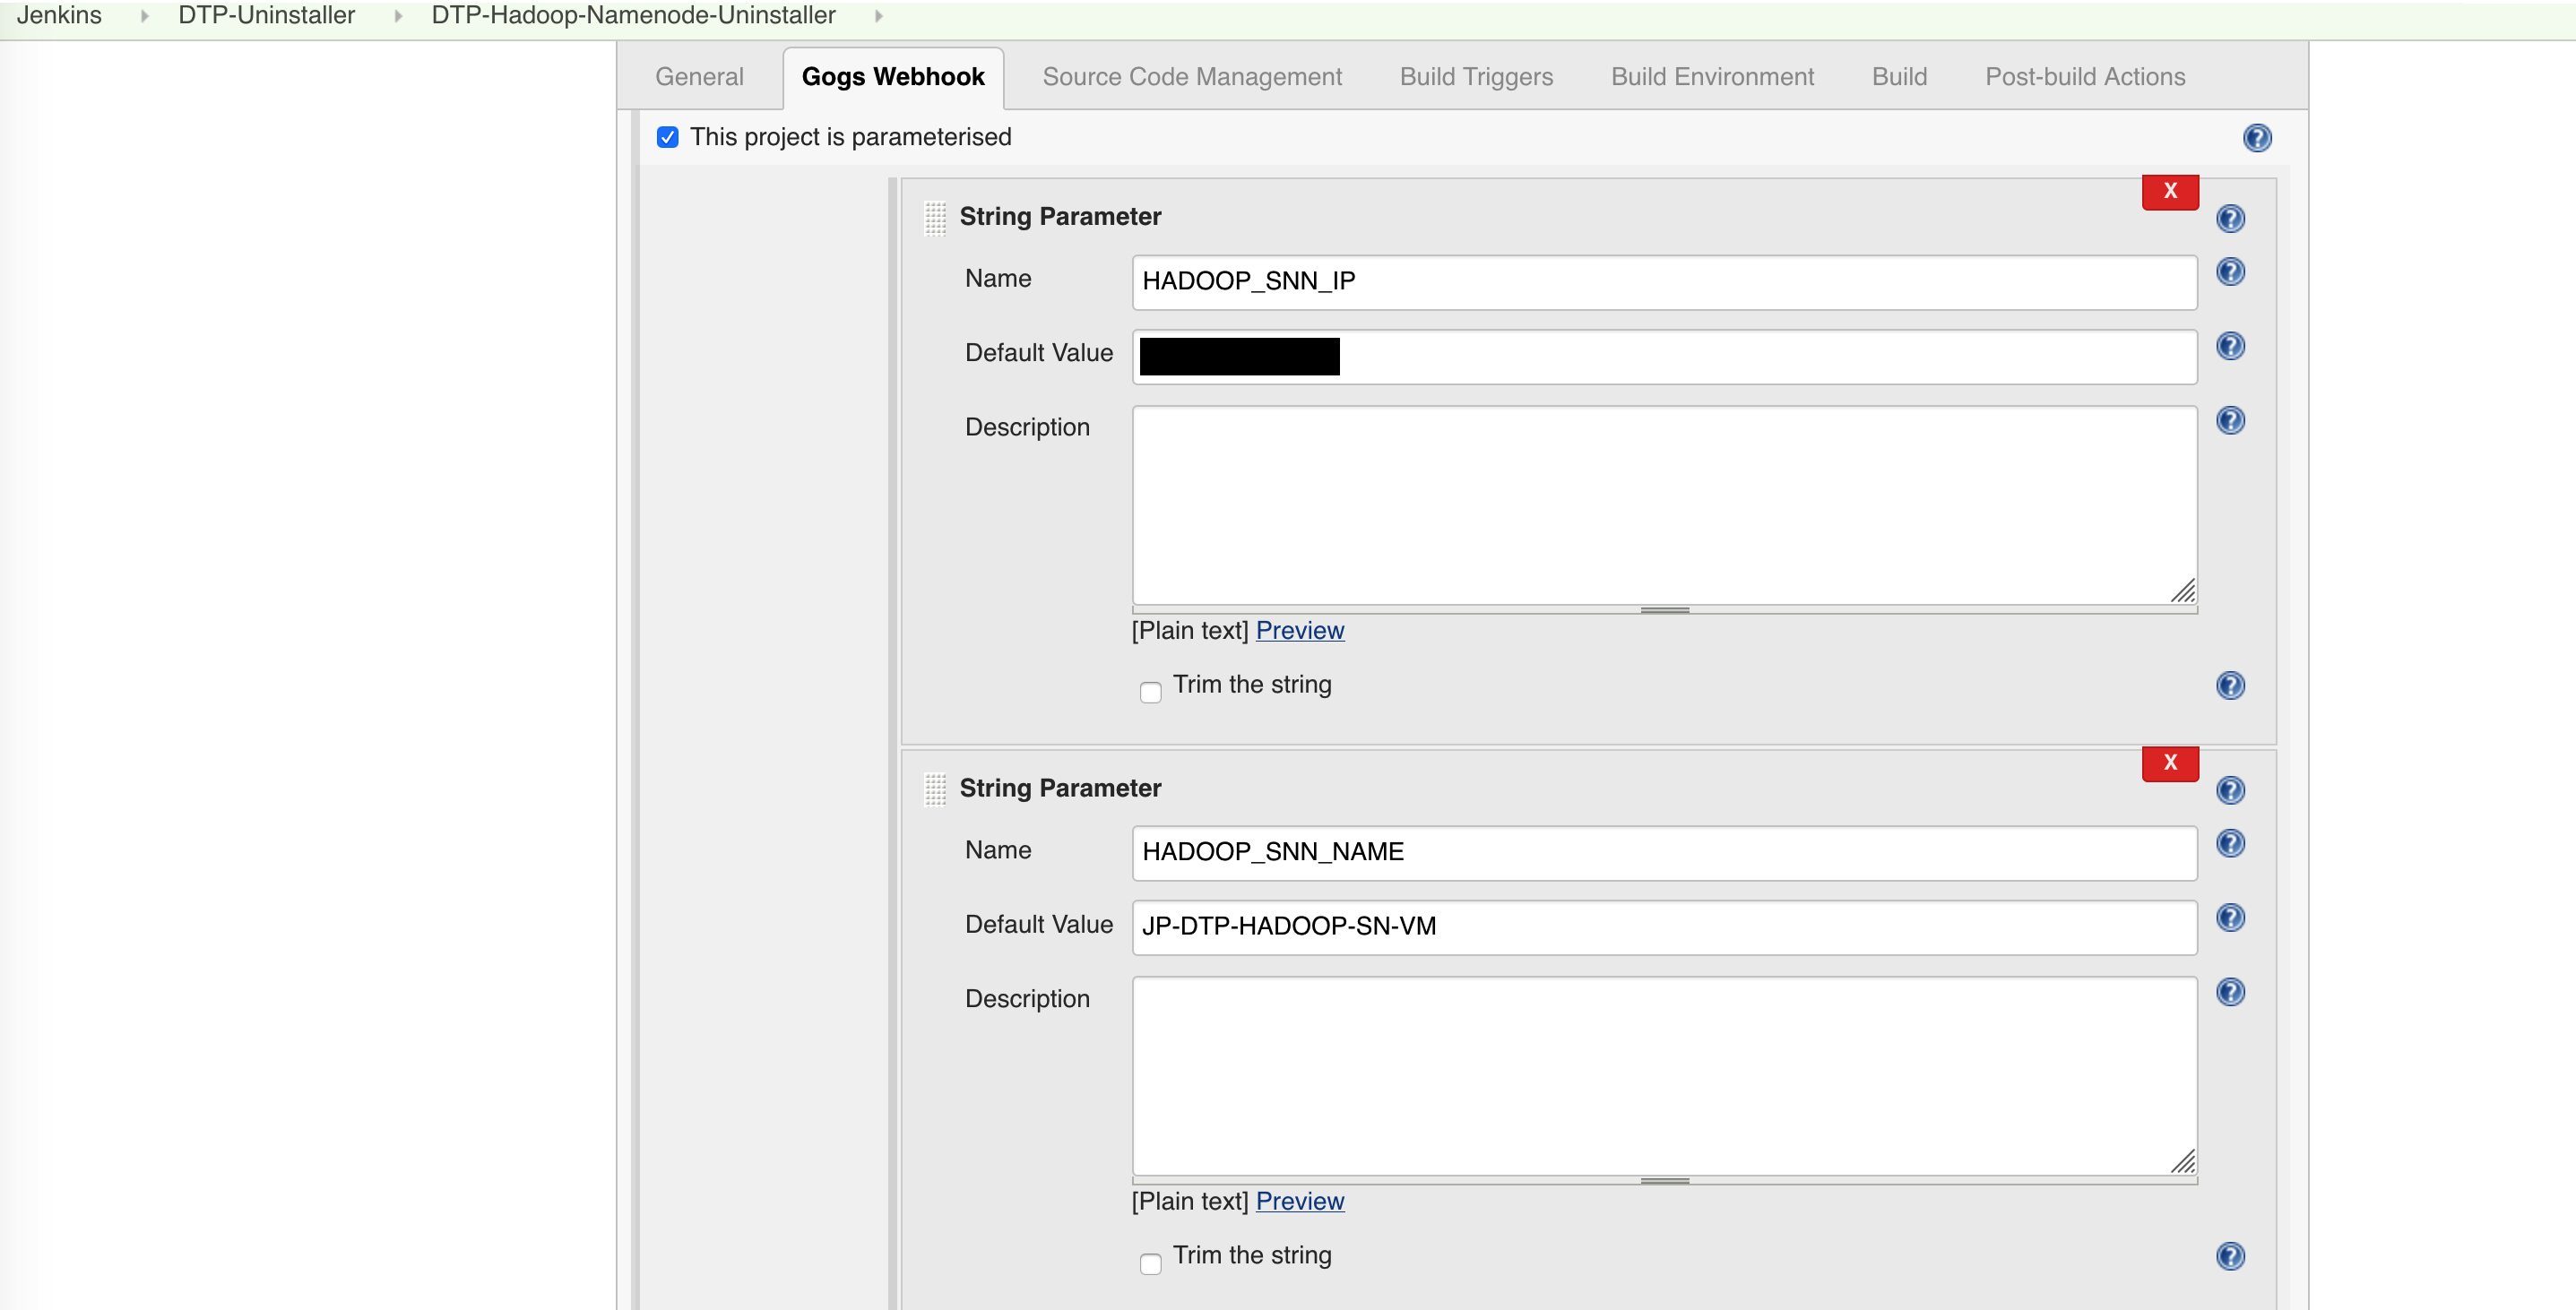 Jenkins DTP-Uninstaller DTP-Hadoop-Namenode-Uninstaller
General Gogs Webhook Source Code Management Build Triggers Build Environment Build Post-build Actions
This project is parameterised ?
X
String Parameter ?
Name HADOOP_SNN_IP ?
Default Value ?
Description ?
[Plain text] Preview
Trim the string ?
X
String Parameter ?
Name HADOOP_SNN_NAME ?
Default Value JP-DTP-HADOOP-SN-VM ?
Description ?
[Plain text] Preview
Trim the string ?